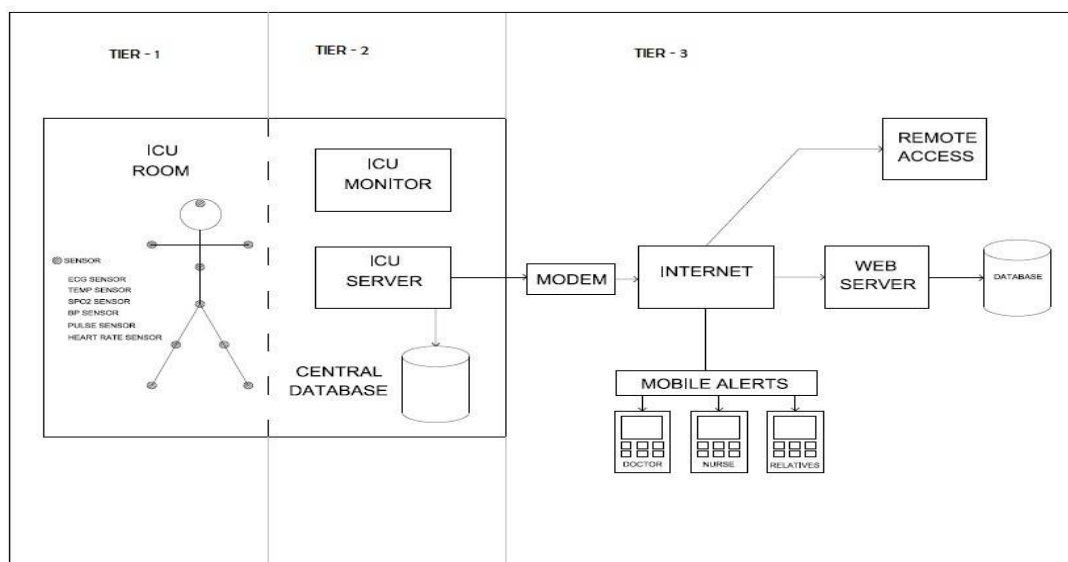 TIER - 1
TIER - 2
TIER - 3
ICU
ROOM
SENSOR
ECG SENSOR
TEMP SENSOR
SPO2 SENSOR
BP SENSOR
PULSE SENSOR
HEART RATE SENSOR
ICU
MONITOR
ICU
SERVER
CENTRAL
DATABASE
MODEM
INTERNET
REMOTE
ACCESS
WEB
SERVER
DATABASE
MOBILE ALERTS
DOCTOR
NURSE
RELATIVES